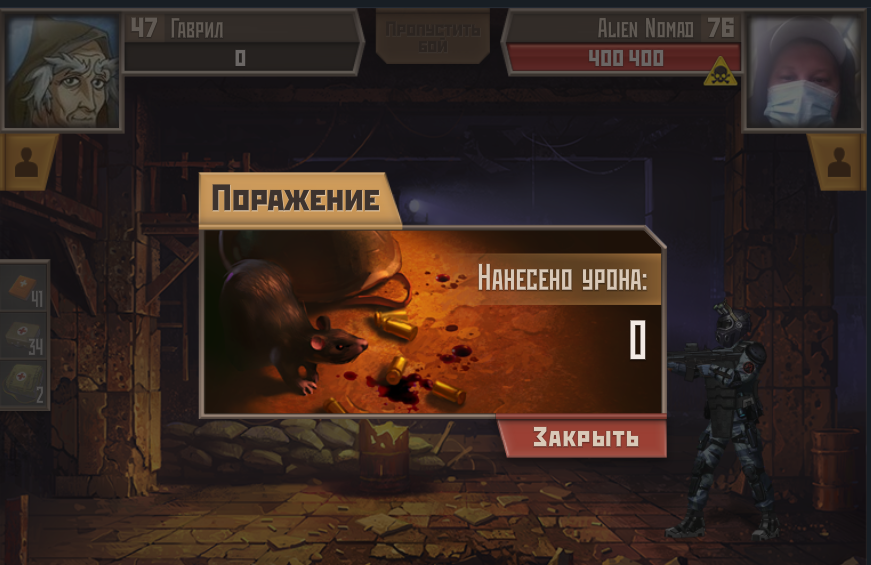 47 Гаврил
0
Пропустить
бой
Alien Nomad 76
400 400
Поражение
Нанесено урона:
0
41
34
2
Закрыть